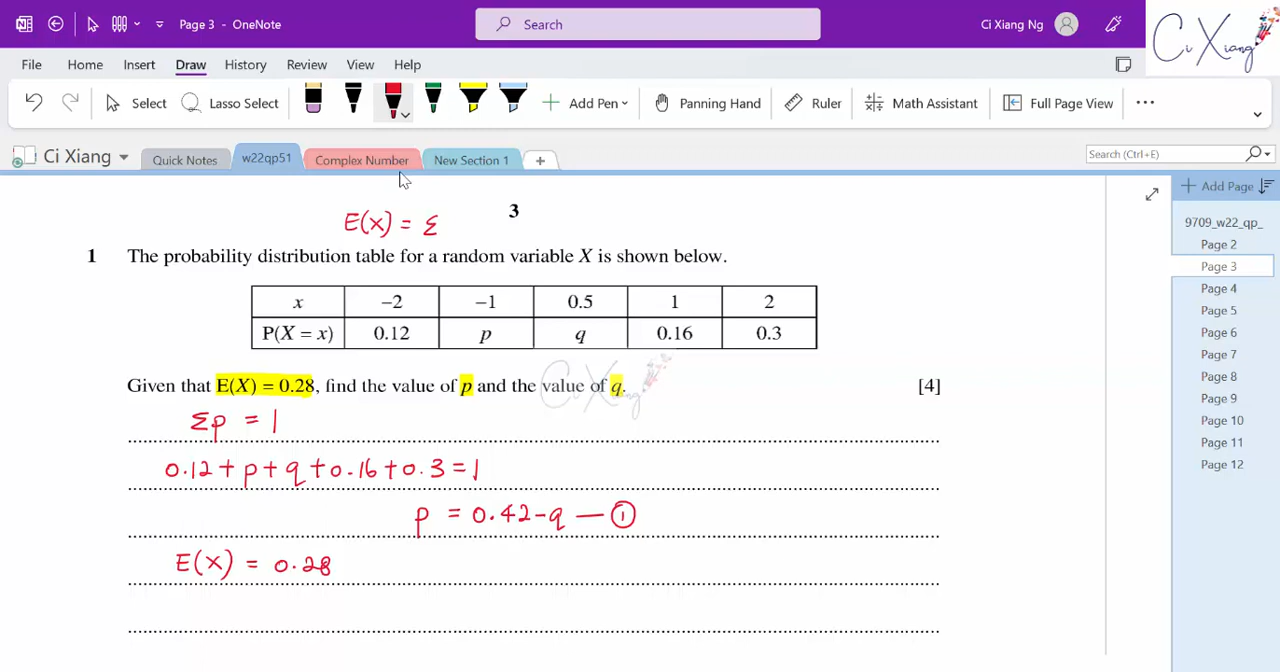 Page 3 - OneNote
Search
Ci Xiang Ng
Ci Xiang
File Home Insert Draw History Review View Help
Select Lasso Select Add Pen Panning Hand Ruler Math Assistant Full Page View ...
Ci Xiang Quick Notes w22qp51 Complex Number New Section 1 +
Search (Ctrl+E)
Add Page
9709_w22_qp_
Page 2
Page 3
Page 4
Page 5
Page 6
Page 7
Page 8
Page 9
Page 10
Page 11
Page 12
3
E(X) = Σ
1 The probability distribution table for a random variable X is shown below.
x −2 −1 0.5 1 2
P(X = x) 0.12 p q 0.16 0.3
Given that E(X) = 0.28, find the value of p and the value of q. [4]
Ci Xiang
Σp = 1
0.12 + p + q + 0.16 + 0.3 = 1
p = 0.42 - q — ①
E(X) = 0.28